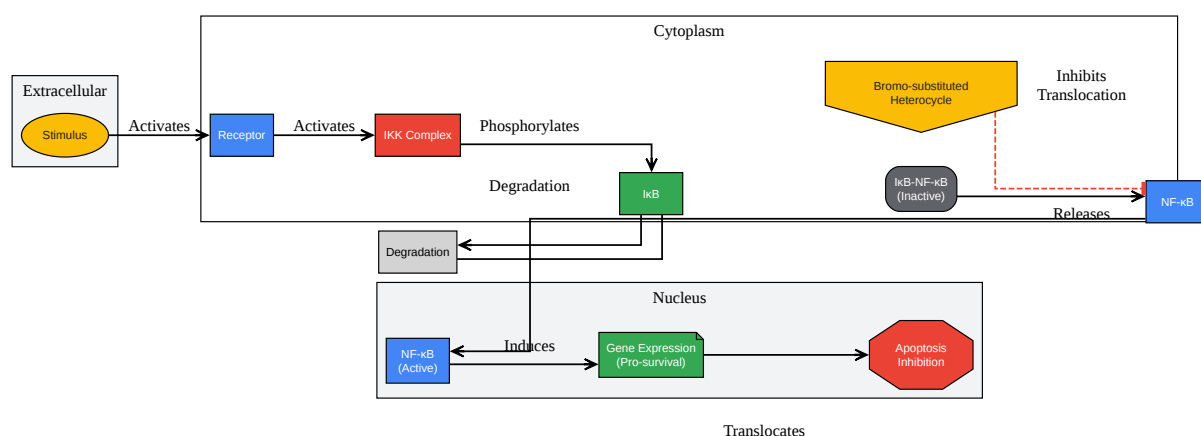 Cytoplasm
Extracellular
Stimulus
Activates
Receptor
Activates
IKK Complex
Phosphorylates
Bromo-substituted
Heterocycle
Inhibits
Translocation
Degradation
IκB
IκB-NF-κB
(Inactive)
NF-κB
Releases
Degradation
Nucleus
NF-κB
(Active)
Induces
Gene Expression
(Pro-survival)
Apoptosis
Inhibition
Translocates